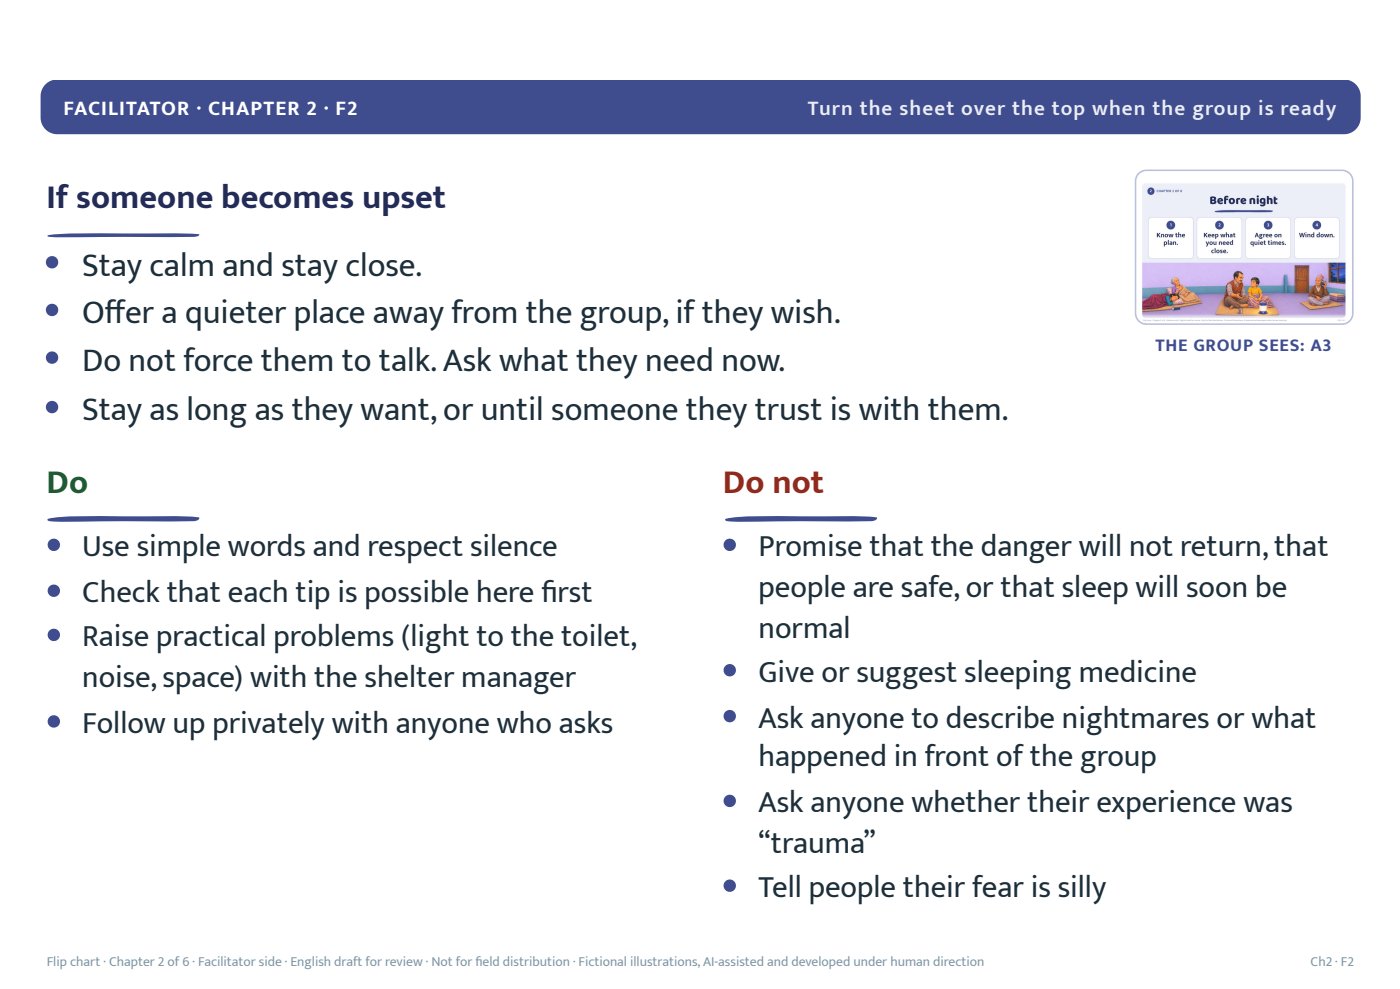 FACILITATOR · CHAPTER 2 · F2
Turn the sheet over the top when the group is ready
If someone becomes upset
• Stay calm and stay close.
• Offer a quieter place away from the group, if they wish.
• Do not force them to talk. Ask what they need now.
• Stay as long as they want, or until someone they trust is with them.
2
CHAPTER 2 OF 6
Before night
1
Know the
plan.
2
Keep what
you need
close.
3
Agree on
quiet times.
4
Wind down.
THE GROUP SEES: A3
Do
• Use simple words and respect silence
• Check that each tip is possible here first
• Raise practical problems (light to the toilet,
noise, space) with the shelter manager
• Follow up privately with anyone who asks
Do not
• Promise that the danger will not return, that
people are safe, or that sleep will soon be
normal
• Give or suggest sleeping medicine
• Ask anyone to describe nightmares or what
happened in front of the group
• Ask anyone whether their experience was
“trauma”
• Tell people their fear is silly
Flip chart · Chapter 2 of 6 · Facilitator side · English draft for review · Not for field distribution · Fictional illustrations, AI-assisted and developed under human direction
Ch2 · F2